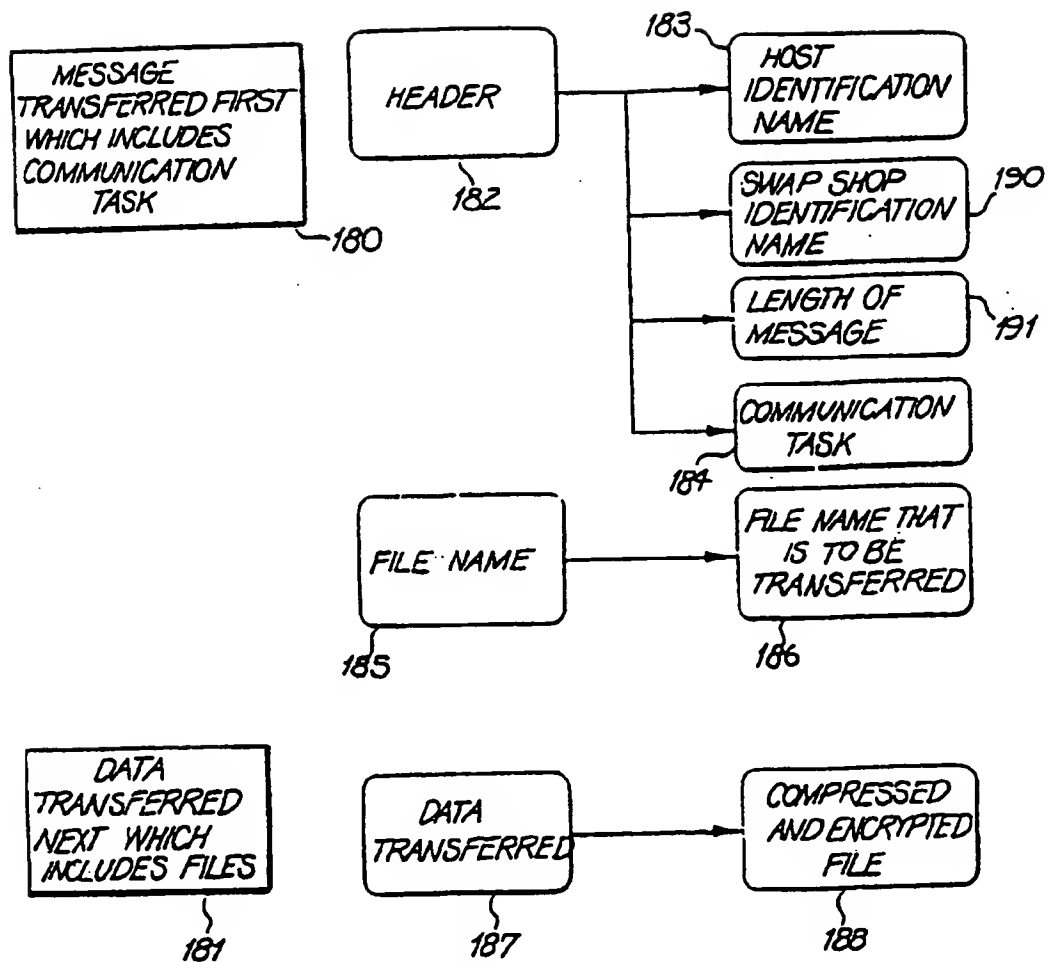 MESSAGE
TRANSFERRED FIRST
WHICH INCLUDES
COMMUNICATION
TASK
180
HEADER
182
183
HOST
IDENTIFICATION
NAME
SWAP SHOP
IDENTIFICATION
NAME
190
LENGTH OF
MESSAGE
191
COMMUNICATION
TASK
184
FILE NAME
185
FILE NAME THAT
IS TO BE
TRANSFERRED
186
DATA
TRANSFERRED
NEXT WHICH
INCLUDES FILES
181
DATA
TRANSFERRED
187
COMPRESSED
AND ENCRYPTED
FILE
188